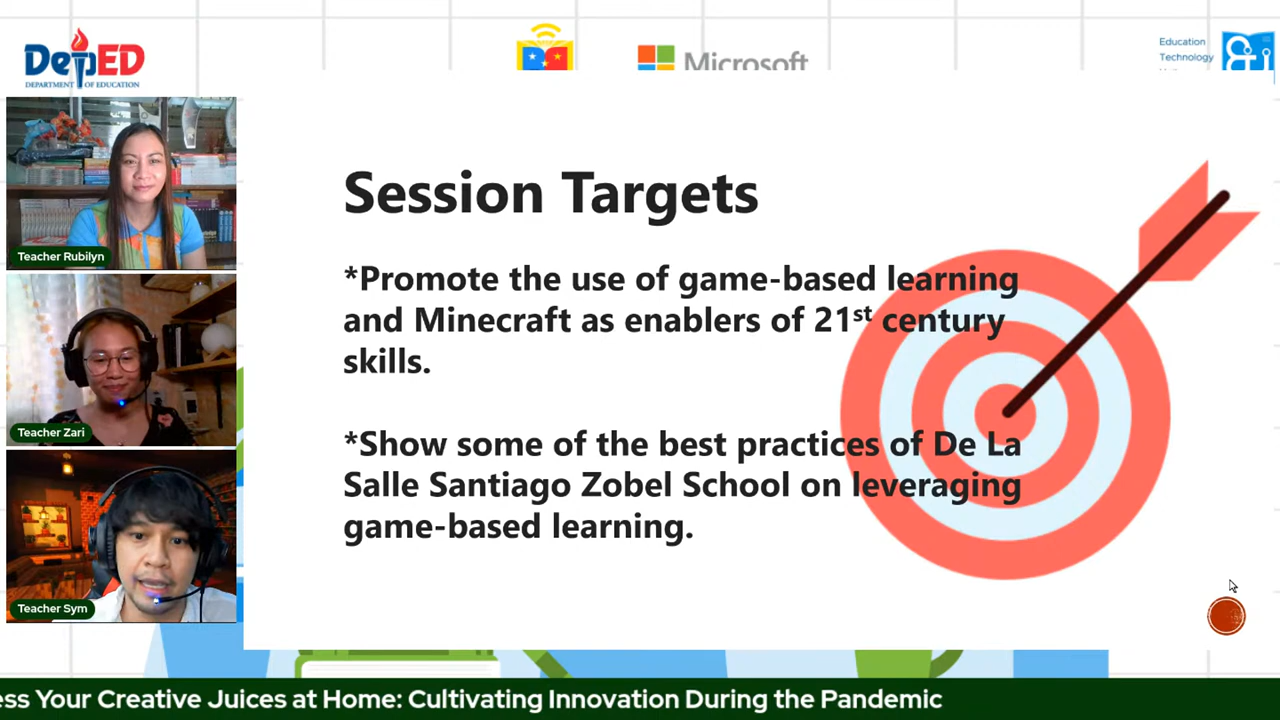 DepED
DEPARTMENT OF EDUCATION
Microsoft
Education
Technology
Teacher Rubilyn
Teacher Zari
Teacher Sym
Session Targets
*Promote the use of game-based learning
and Minecraft as enablers of 21st century
skills.
*Show some of the best practices of De La
Salle Santiago Zobel School on leveraging
game-based learning.
ess Your Creative Juices at Home: Cultivating Innovation During the Pandemic